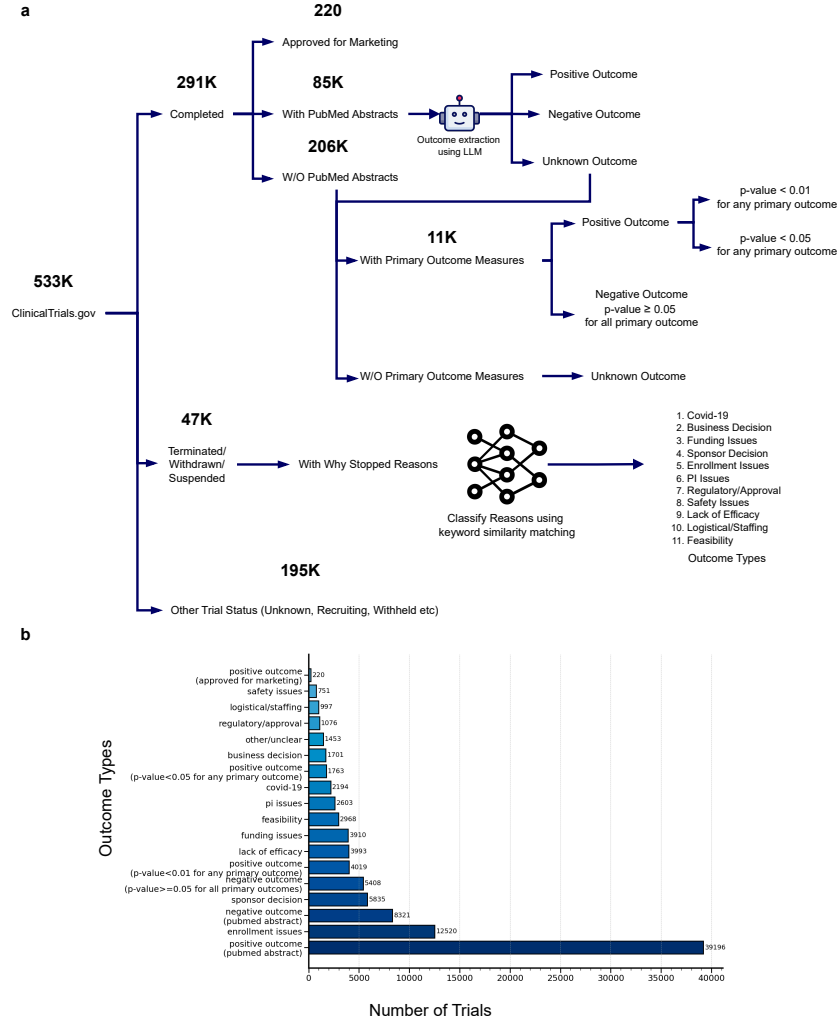 a
220
Approved for Marketing
291K
Completed
85K
With PubMed Abstracts
Outcome extraction
using LLM
Positive Outcome
Negative Outcome
Unknown Outcome
206K
W/O PubMed Abstracts
11K
With Primary Outcome Measures
Positive Outcome
p-value < 0.01
for any primary outcome
p-value < 0.05
for any primary outcome
Negative Outcome
p-value ≥ 0.05
for all primary outcome
533K
ClinicalTrials.gov
W/O Primary Outcome Measures
Unknown Outcome
47K
Terminated/
Withdrawn/
Suspended
With Why Stopped Reasons
Classify Reasons using
keyword similarity matching
1. Covid-19
2. Business Decision
3. Funding Issues
4. Sponsor Decision
5. Enrollment Issues
6. PI Issues
7. Regulatory/Approval
8. Safety Issues
9. Lack of Efficacy
10. Logistical/Staffing
11. Feasibility
Outcome Types
195K
Other Trial Status (Unknown, Recruiting, Withheld etc)
b
Outcome Types
positive outcome
(approved for marketing)
220
safety issues
751
logistical/staffing
997
regulatory/approval
1076
other/unclear
1453
business decision
1701
positive outcome
(p-value<0.05 for any primary outcome)
1763
covid-19
2194
pi issues
2603
feasibility
2968
funding issues
3910
lack of efficacy
3993
positive outcome
(p-value<0.01 for any primary outcome)
4019
negative outcome
(p-value>=0.05 for all primary outcomes)
5408
sponsor decision
5835
negative outcome
(pubmed abstract)
8321
enrollment issues
12520
positive outcome
(pubmed abstract)
39196
0 5000 10000 15000 20000 25000 30000 35000 40000
Number of Trials